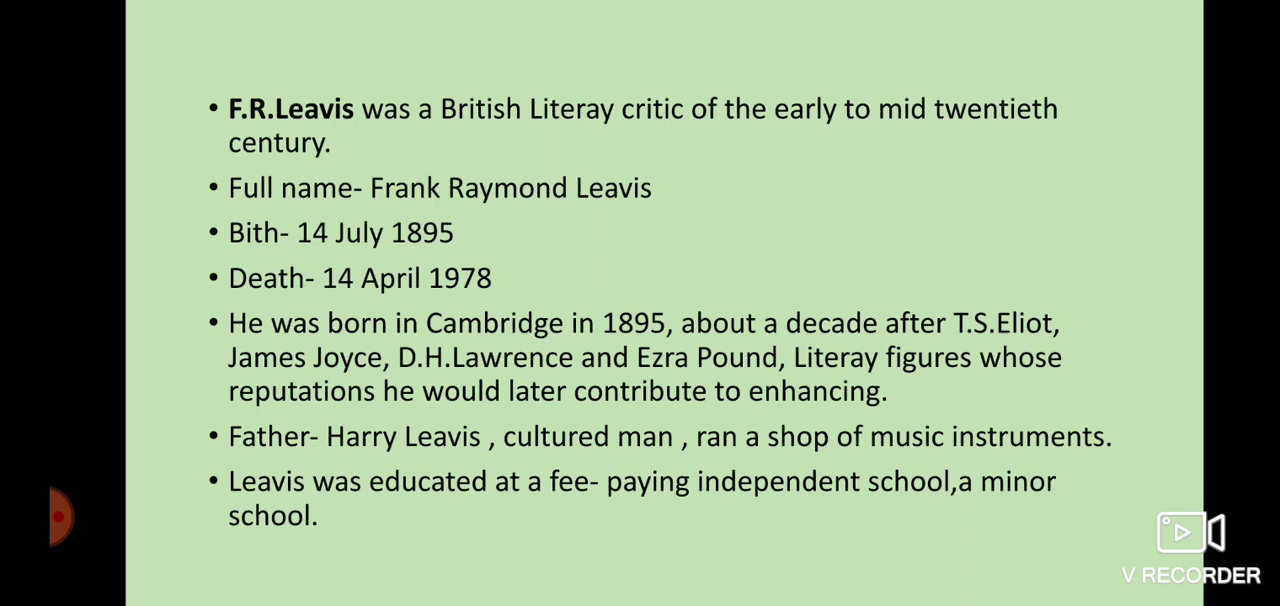 • F.R.Leavis was a British Literay critic of the early to mid twentieth
century.
• Full name- Frank Raymond Leavis
• Bith- 14 July 1895
• Death- 14 April 1978
• He was born in Cambridge in 1895, about a decade after T.S.Eliot,
James Joyce, D.H.Lawrence and Ezra Pound, Literay figures whose
reputations he would later contribute to enhancing.
• Father- Harry Leavis , cultured man , ran a shop of music instruments.
• Leavis was educated at a fee- paying independent school,a minor
school.
V RECORDER